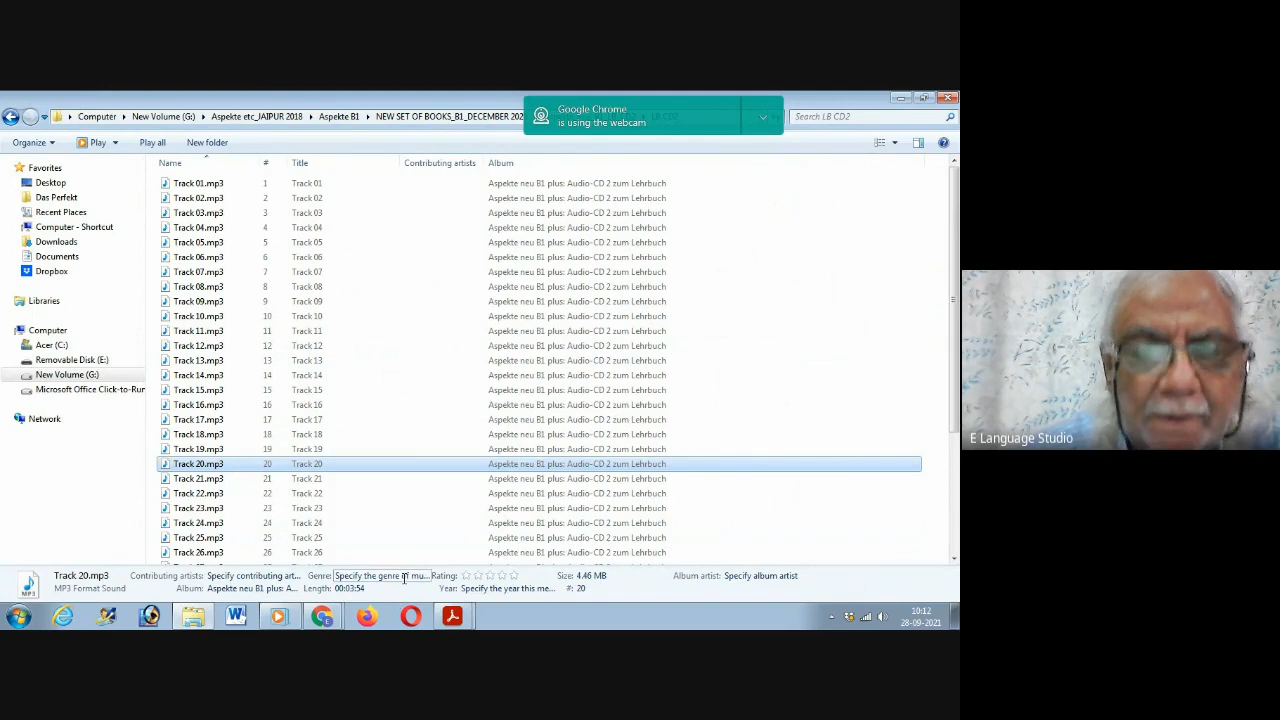 Google Chrome
is using the webcam
Computer
New Volume (G:)
Aspekte etc_JAIPUR 2018
Aspekte B1
NEW SET OF BOOKS_B1_DECEMBER 202
LB CD2
Search LB CD2
Organize
Play
Play all
New folder
Name
#
Title
Contributing artists
Album
Favorites
Desktop
Das Perfekt
Recent Places
Computer - Shortcut
Downloads
Documents
Dropbox
Libraries
Computer
Acer (C:)
Removable Disk (E:)
New Volume (G:)
Microsoft Office Click-to-Run
Network
Track 01.mp3 1 Track 01 Aspekte neu B1 plus: Audio-CD 2 zum Lehrbuch
Track 02.mp3 2 Track 02 Aspekte neu B1 plus: Audio-CD 2 zum Lehrbuch
Track 03.mp3 3 Track 03 Aspekte neu B1 plus: Audio-CD 2 zum Lehrbuch
Track 04.mp3 4 Track 04 Aspekte neu B1 plus: Audio-CD 2 zum Lehrbuch
Track 05.mp3 5 Track 05 Aspekte neu B1 plus: Audio-CD 2 zum Lehrbuch
Track 06.mp3 6 Track 06 Aspekte neu B1 plus: Audio-CD 2 zum Lehrbuch
Track 07.mp3 7 Track 07 Aspekte neu B1 plus: Audio-CD 2 zum Lehrbuch
Track 08.mp3 8 Track 08 Aspekte neu B1 plus: Audio-CD 2 zum Lehrbuch
Track 09.mp3 9 Track 09 Aspekte neu B1 plus: Audio-CD 2 zum Lehrbuch
Track 10.mp3 10 Track 10 Aspekte neu B1 plus: Audio-CD 2 zum Lehrbuch
Track 11.mp3 11 Track 11 Aspekte neu B1 plus: Audio-CD 2 zum Lehrbuch
Track 12.mp3 12 Track 12 Aspekte neu B1 plus: Audio-CD 2 zum Lehrbuch
Track 13.mp3 13 Track 13 Aspekte neu B1 plus: Audio-CD 2 zum Lehrbuch
Track 14.mp3 14 Track 14 Aspekte neu B1 plus: Audio-CD 2 zum Lehrbuch
Track 15.mp3 15 Track 15 Aspekte neu B1 plus: Audio-CD 2 zum Lehrbuch
Track 16.mp3 16 Track 16 Aspekte neu B1 plus: Audio-CD 2 zum Lehrbuch
Track 17.mp3 17 Track 17 Aspekte neu B1 plus: Audio-CD 2 zum Lehrbuch
Track 18.mp3 18 Track 18 Aspekte neu B1 plus: Audio-CD 2 zum Lehrbuch
Track 19.mp3 19 Track 19 Aspekte neu B1 plus: Audio-CD 2 zum Lehrbuch
Track 20.mp3 20 Track 20 Aspekte neu B1 plus: Audio-CD 2 zum Lehrbuch
Track 21.mp3 21 Track 21 Aspekte neu B1 plus: Audio-CD 2 zum Lehrbuch
Track 22.mp3 22 Track 22 Aspekte neu B1 plus: Audio-CD 2 zum Lehrbuch
Track 23.mp3 23 Track 23 Aspekte neu B1 plus: Audio-CD 2 zum Lehrbuch
Track 24.mp3 24 Track 24 Aspekte neu B1 plus: Audio-CD 2 zum Lehrbuch
Track 25.mp3 25 Track 25 Aspekte neu B1 plus: Audio-CD 2 zum Lehrbuch
Track 26.mp3 26 Track 26 Aspekte neu B1 plus: Audio-CD 2 zum Lehrbuch
Track 20.mp3 Contributing artists: Specify contributing art... Genre: Specify the genre of mu... Rating: Size: 4.46 MB Album artist: Specify album artist
MP3 Format Sound Album: Aspekte neu B1 plus: A... Length: 00:03:54 Year: Specify the year this me... #: 20
10:12
28-09-2021
E Language Studio